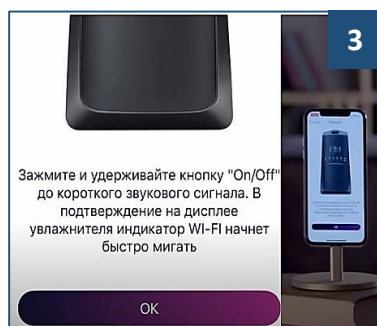 3
Зажмите и удерживайте кнопку "On/Off"
до короткого звукового сигнала. В
подтверждение на дисплее
увлажнителя индикатор WI-FI начнет
быстро мигать
OK